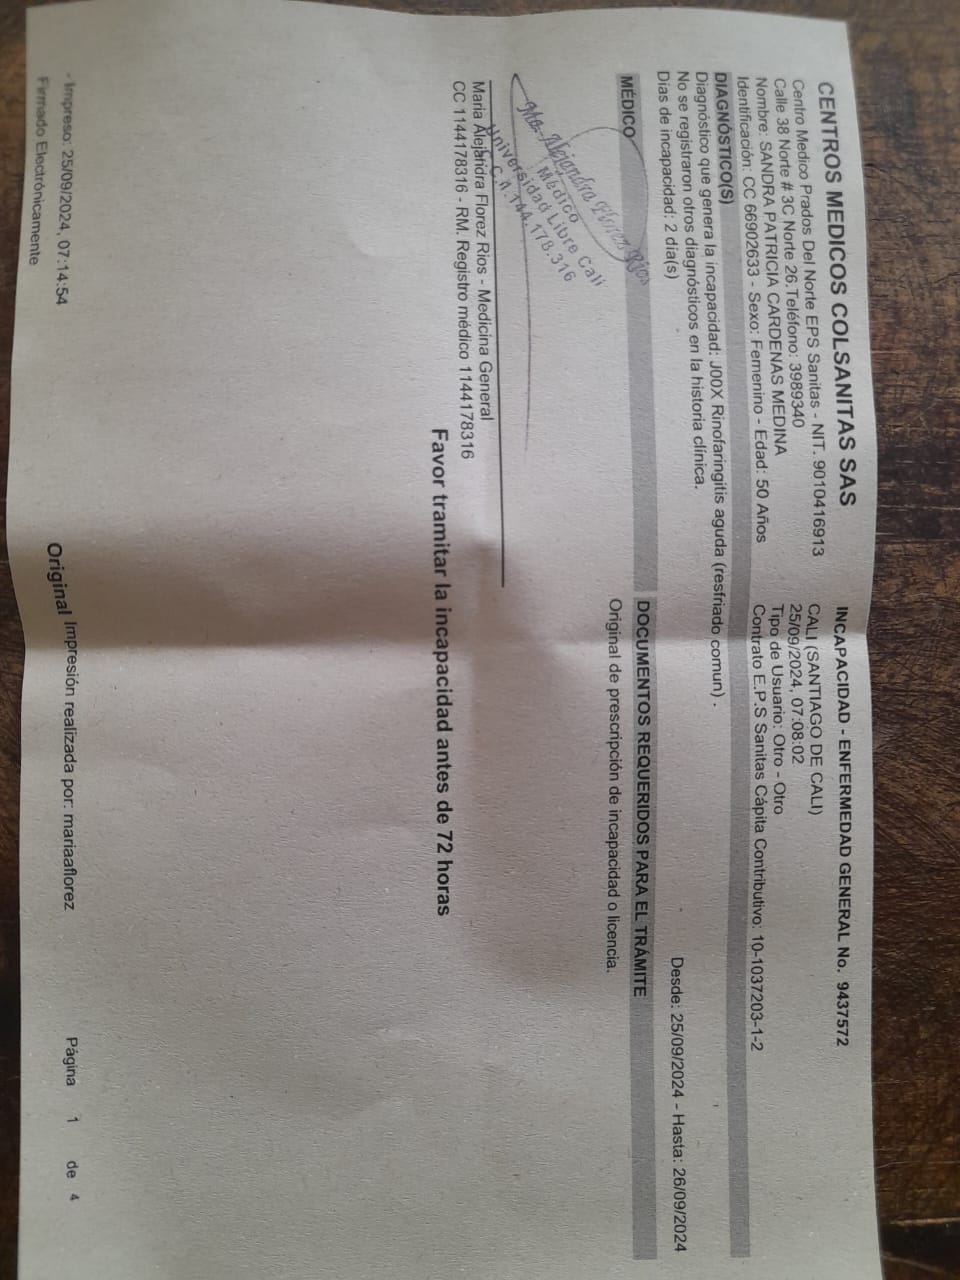 CENTROS MEDICOS COLSANITAS SAS
Centro Medico Prados Del Norte EPS Sanitas - NIT. 9010416913
Calle 38 Norte # 3C Norte 26.Teléfono: 3989340
Nombre: SANDRA PATRICIA CARDENAS MEDINA
Identificación: CC 66902633 - Sexo: Femenino - Edad: 50 Años
INCAPACIDAD - ENFERMEDAD GENERAL No. 9437572
CALI (SANTIAGO DE CALI)
25/09/2024, 07:08:02
Tipo de Usuario: Otro - Otro
Contrato E.P.S Sanitas Cápita Contributivo: 10-1037203-1-2
DIAGNÓSTICO(S)
Diagnóstico que genera la incapacidad: J00X Rinofaringitis aguda (resfriado comun) .
No se registraron otros diagnósticos en la historia clínica.
Dias de incapacidad: 2 día(s)
Desde: 25/09/2024 - Hasta: 26/09/2024
MÉDICO
Ma. Alejandra Florez Rios
Médico
Universidad Libre Cali
144.178.316
Maria Alejandra Florez Rios - Medicina General
CC 1144178316 - RM. Registro médico 1144178316
DOCUMENTOS REQUERIDOS PARA EL TRÁMITE
Original de prescripción de incapacidad o licencia.
Favor tramitar la incapacidad antes de 72 horas
- Impreso: 25/09/2024, 07:14:54
Firmado Electrónicamente
Original Impresión realizada por: mariaaflorez
Página 1 de 4